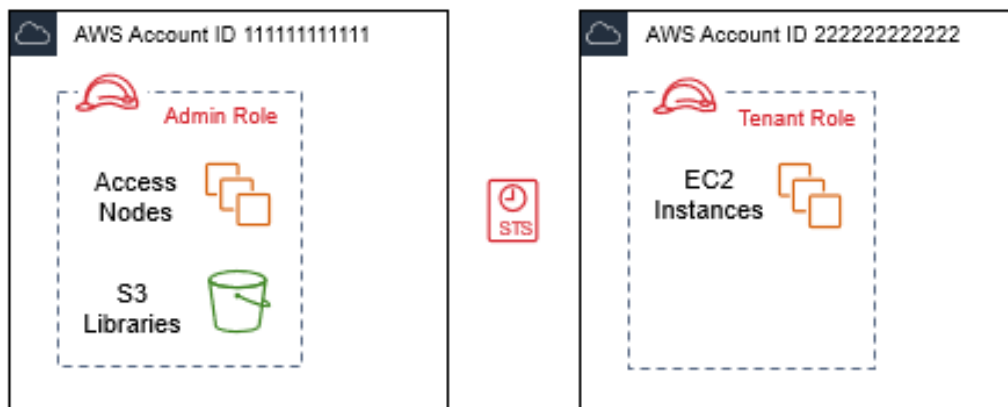 AWS Account ID 111111111111
Admin Role
Access
Nodes
S3
Libraries
STS
AWS Account ID 222222222222
Tenant Role
EC2
Instances